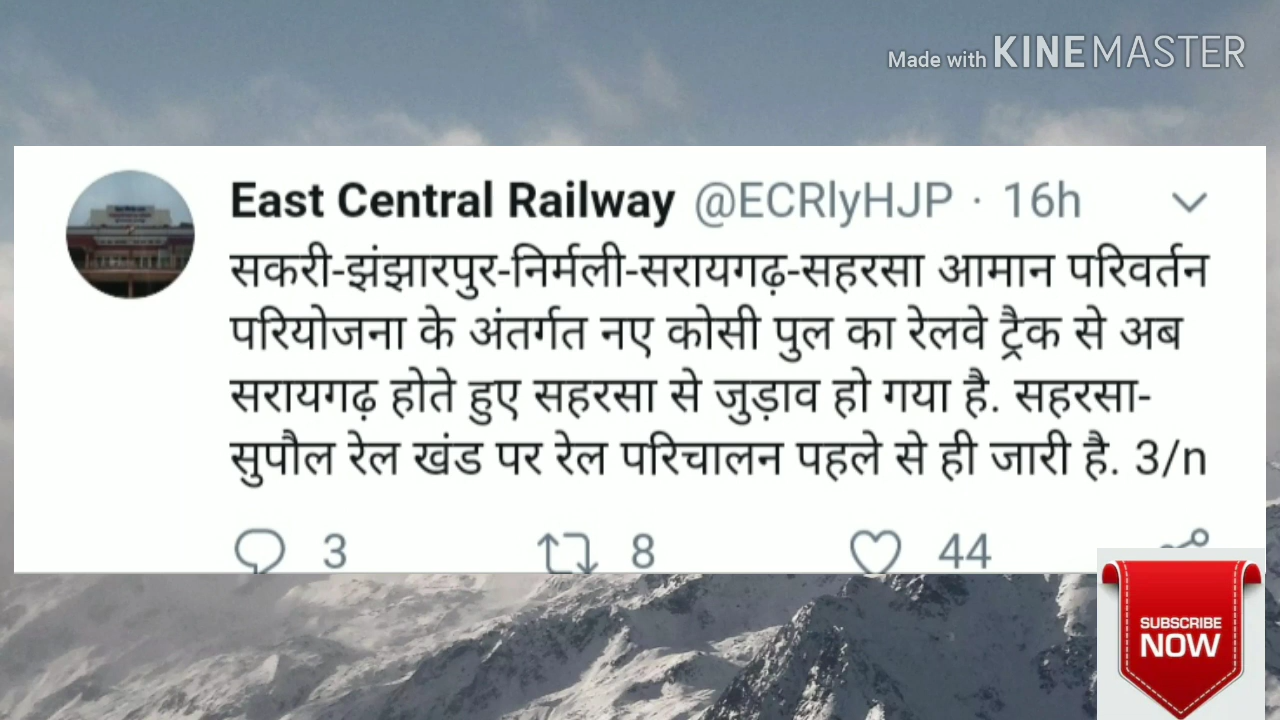 Made with KINEMASTER
East Central Railway @ECRlyHJP · 16h
सकरी-झंझारपुर-निर्मली-सरायगढ़-सहरसा आमान परिवर्तन
परियोजना के अंतर्गत नए कोसी पुल का रेलवे ट्रैक से अब
सरायगढ़ होते हुए सहरसा से जुड़ाव हो गया है. सहरसा-
सुपौल रेल खंड पर रेल परिचालन पहले से ही जारी है. 3/n
3 8 44
SUBSCRIBE
NOW